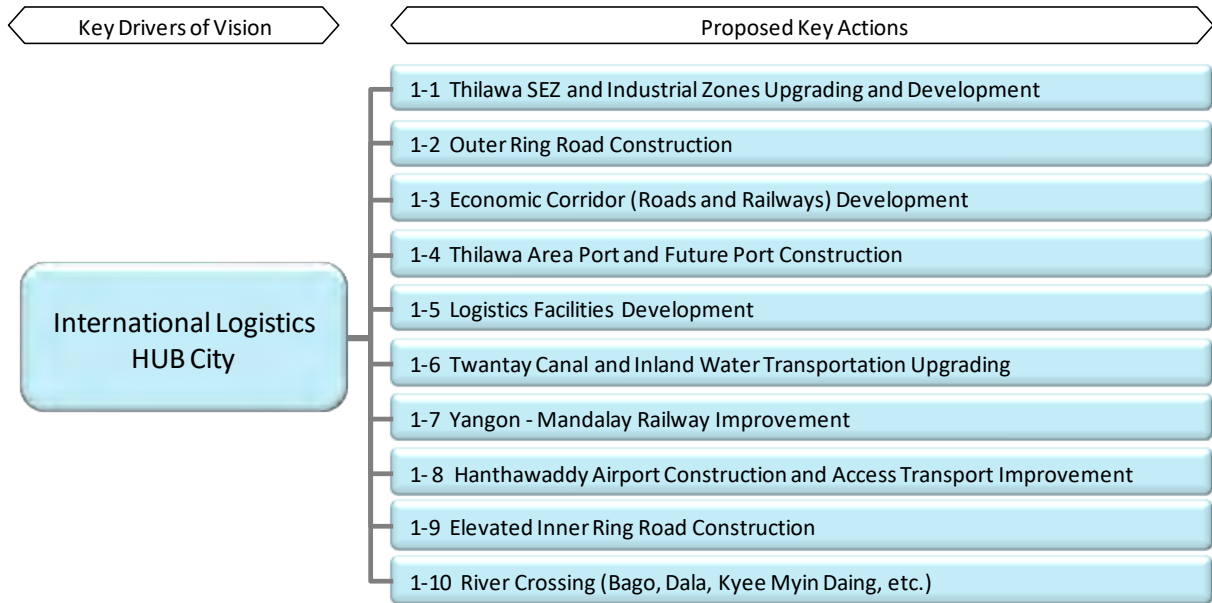 Key Drivers of Vision
Proposed Key Actions
International Logistics
HUB City
1-1 Thilawa SEZ and Industrial Zones Upgrading and Development
1-2 Outer Ring Road Construction
1-3 Economic Corridor (Roads and Railways) Development
1-4 Thilawa Area Port and Future Port Construction
1-5 Logistics Facilities Development
1-6 Twantay Canal and Inland Water Transportation Upgrading
1-7 Yangon - Mandalay Railway Improvement
1- 8 Hanthawaddy Airport Construction and Access Transport Improvement
1-9 Elevated Inner Ring Road Construction
1-10 River Crossing (Bago, Dala, Kyee Myin Daing, etc.)